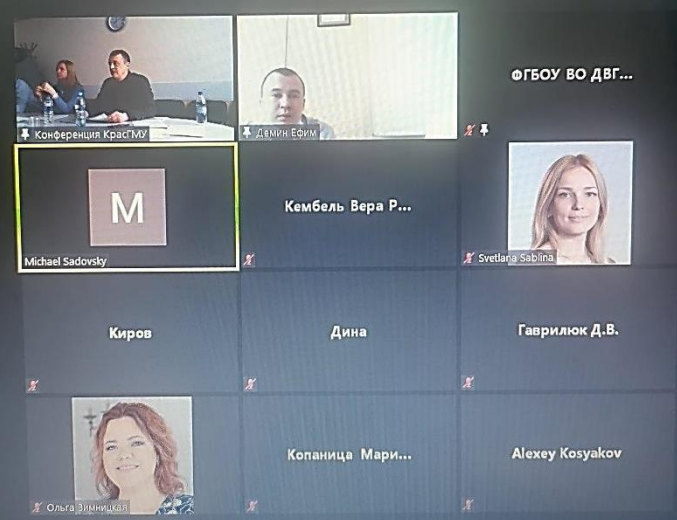 Конференция КрасГМУ
Демин Ефим
ФГБОУ ВО ДВГ...
M
Michael Sadovsky
Кембель Вера Р...
Svetlana Sablina
Киров
Дина
Гаврилюк Д.В.
Ольга Зимницкая
Копаница Мари...
Alexey Kosyakov